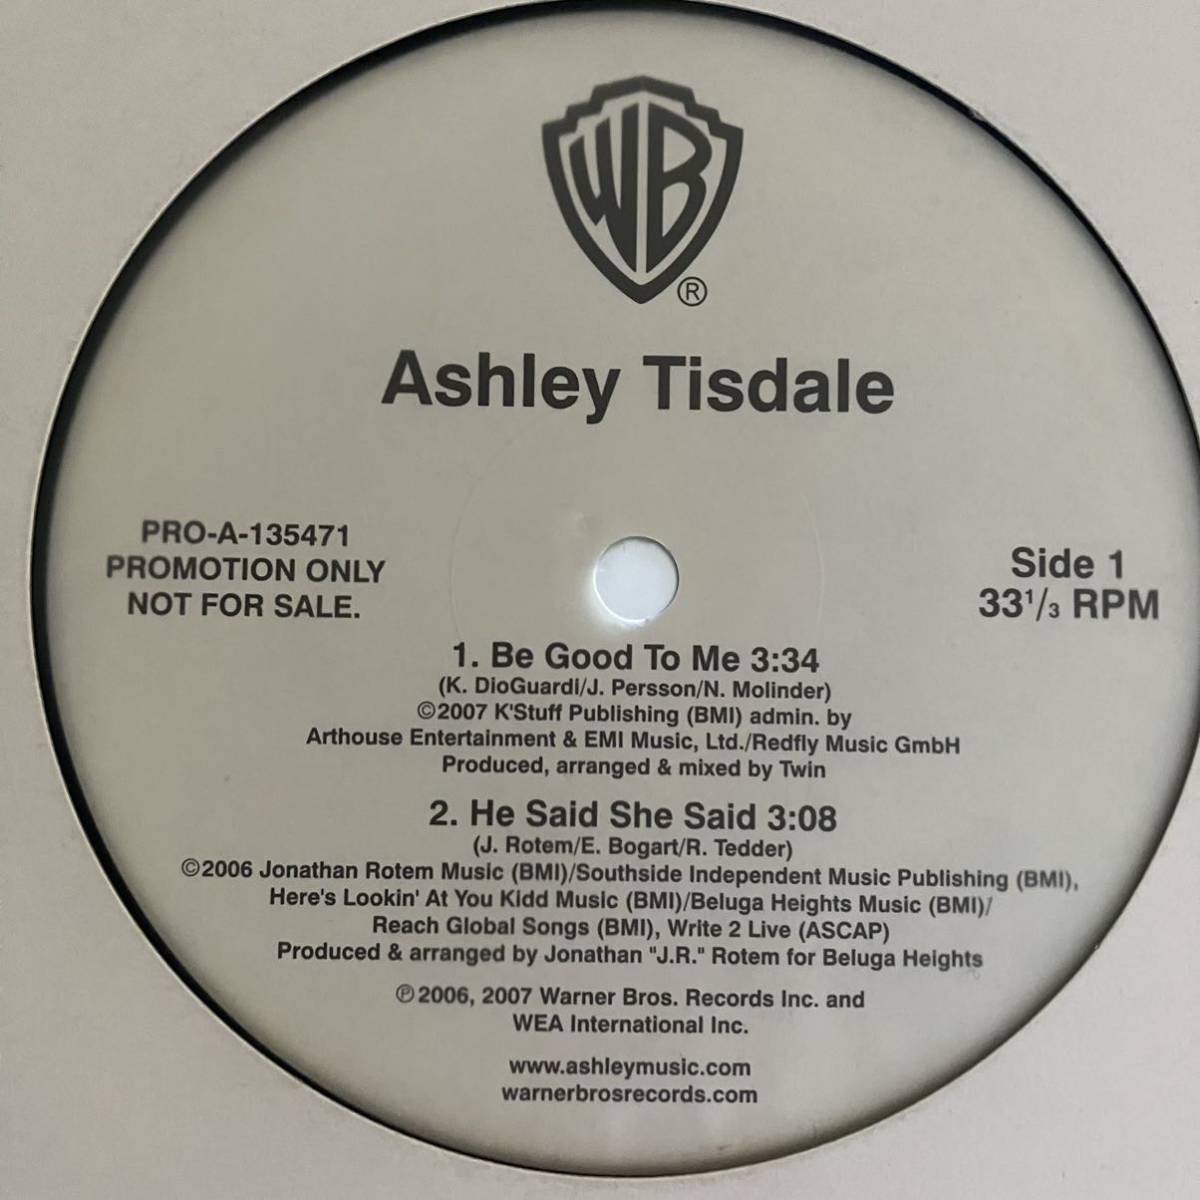 WB
®
Ashley Tisdale
PRO-A-135471
PROMOTION ONLY
NOT FOR SALE.
Side 1
33 1/3 RPM
1. Be Good To Me 3:34
(K. DioGuardi/J. Persson/N. Molinder)
©2007 K'Stuff Publishing (BMI) admin. by
Arthouse Entertainment & EMI Music, Ltd./Redfly Music GmbH
Produced, arranged & mixed by Twin
2. He Said She Said 3:08
(J. Rotem/E. Bogart/R. Tedder)
©2006 Jonathan Rotem Music (BMI)/Southside Independent Music Publishing (BMI),
Here's Lookin' At You Kidd Music (BMI)/Beluga Heights Music (BMI)/
Reach Global Songs (BMI), Write 2 Live (ASCAP)
Produced & arranged by Jonathan "J.R." Rotem for Beluga Heights
℗2006, 2007 Warner Bros. Records Inc. and
WEA International Inc.
www.ashleymusic.com
warnerbrosrecords.com